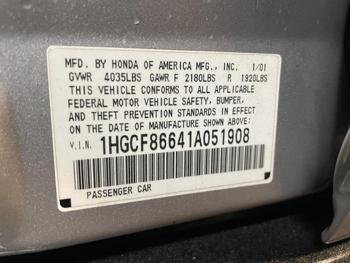 MFD. BY HONDA OF AMERICA MFG., INC. 1/01
GVWR 4035LBS GAWR F 2180LBS R 1920LBS
THIS VEHICLE CONFORMS TO ALL APPLICABLE
FEDERAL MOTOR VEHICLE SAFETY, BUMPER,
AND THEFT PREVENTION STANDARDS IN EFFECT
ON THE DATE OF MANUFACTURE SHOWN ABOVE.
V.I.N. 1HGCF86641A051908
PASSENGER CAR